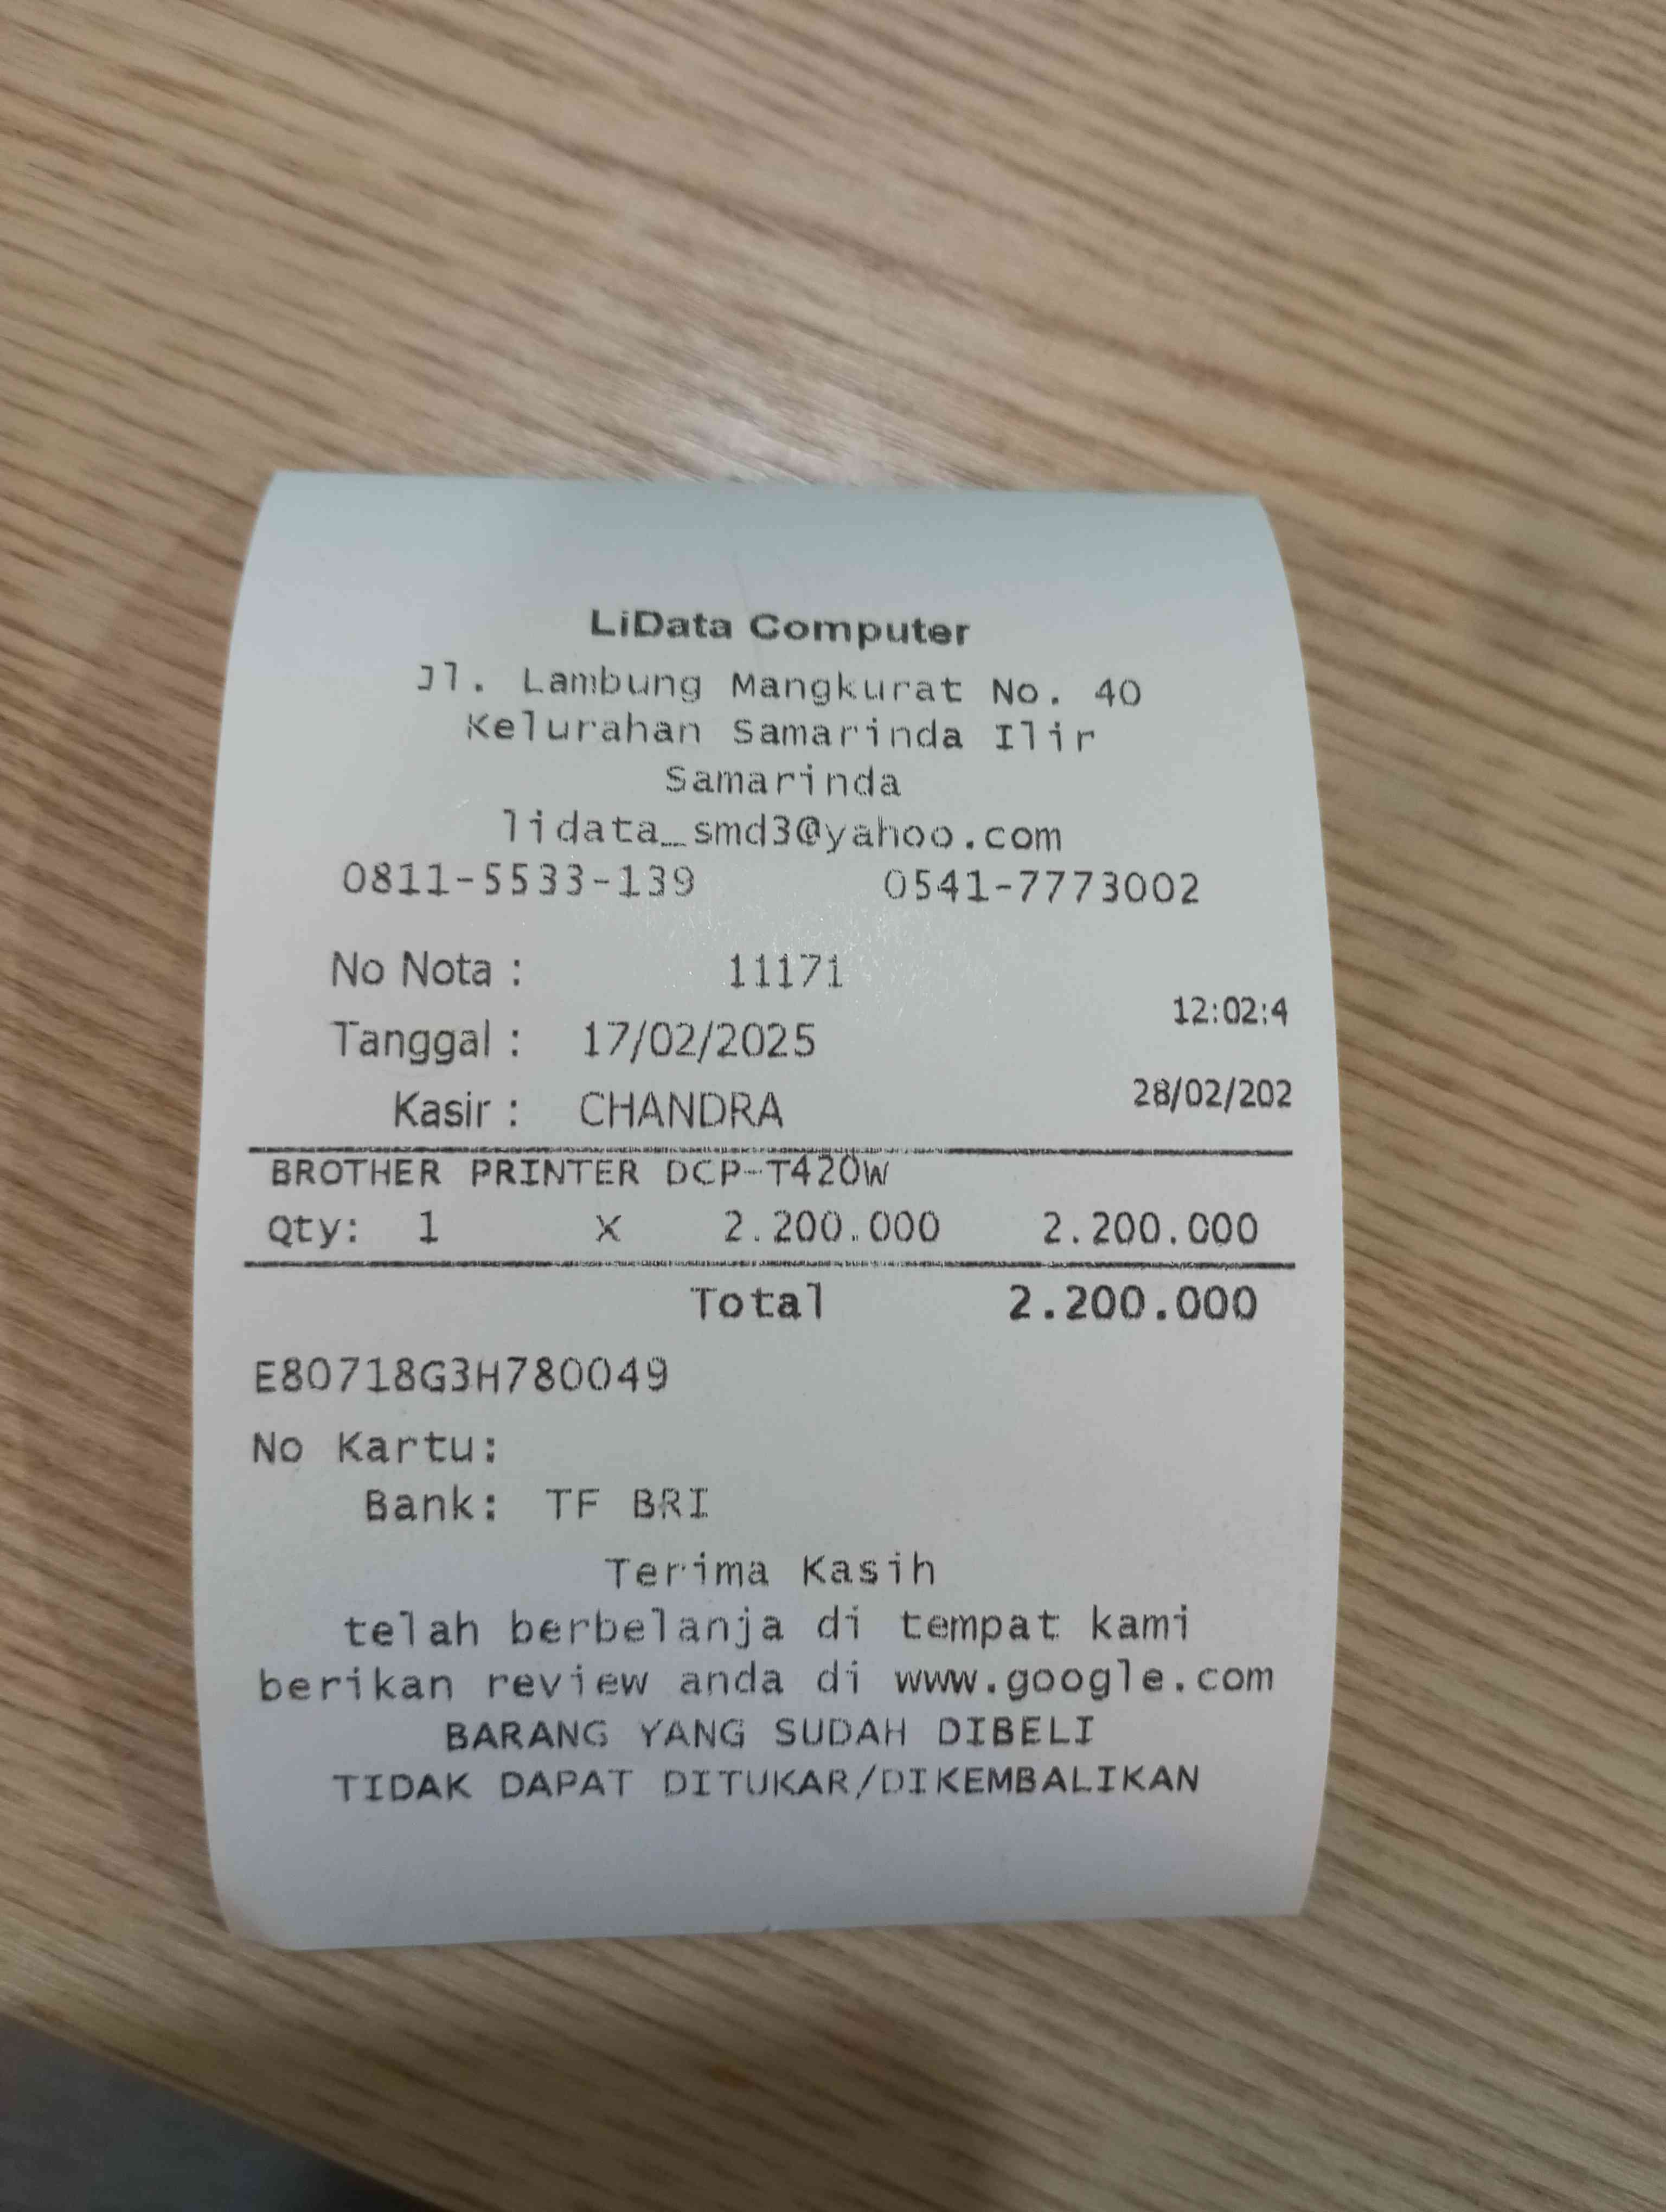 LiData Computer
Jl. Lambung Mangkurat No. 40
Kelurahan Samarinda Ilir
Samarinda
lidata_smd3@yahoo.com
0811-5533-139 0541-7773002
No Nota : 11171
12:02:4
Tanggal : 17/02/2025
28/02/202
Kasir : CHANDRA
BROTHER PRINTER DCP-T420W
Qty: 1 X 2.200.000 2.200.000
Total 2.200.000
E80718G3H780049
No Kartu:
Bank: TF BRI
Terima Kasih
telah berbelanja di tempat kami
berikan review anda di www.google.com
BARANG YANG SUDAH DIBELI
TIDAK DAPAT DITUKAR/DIKEMBALIKAN